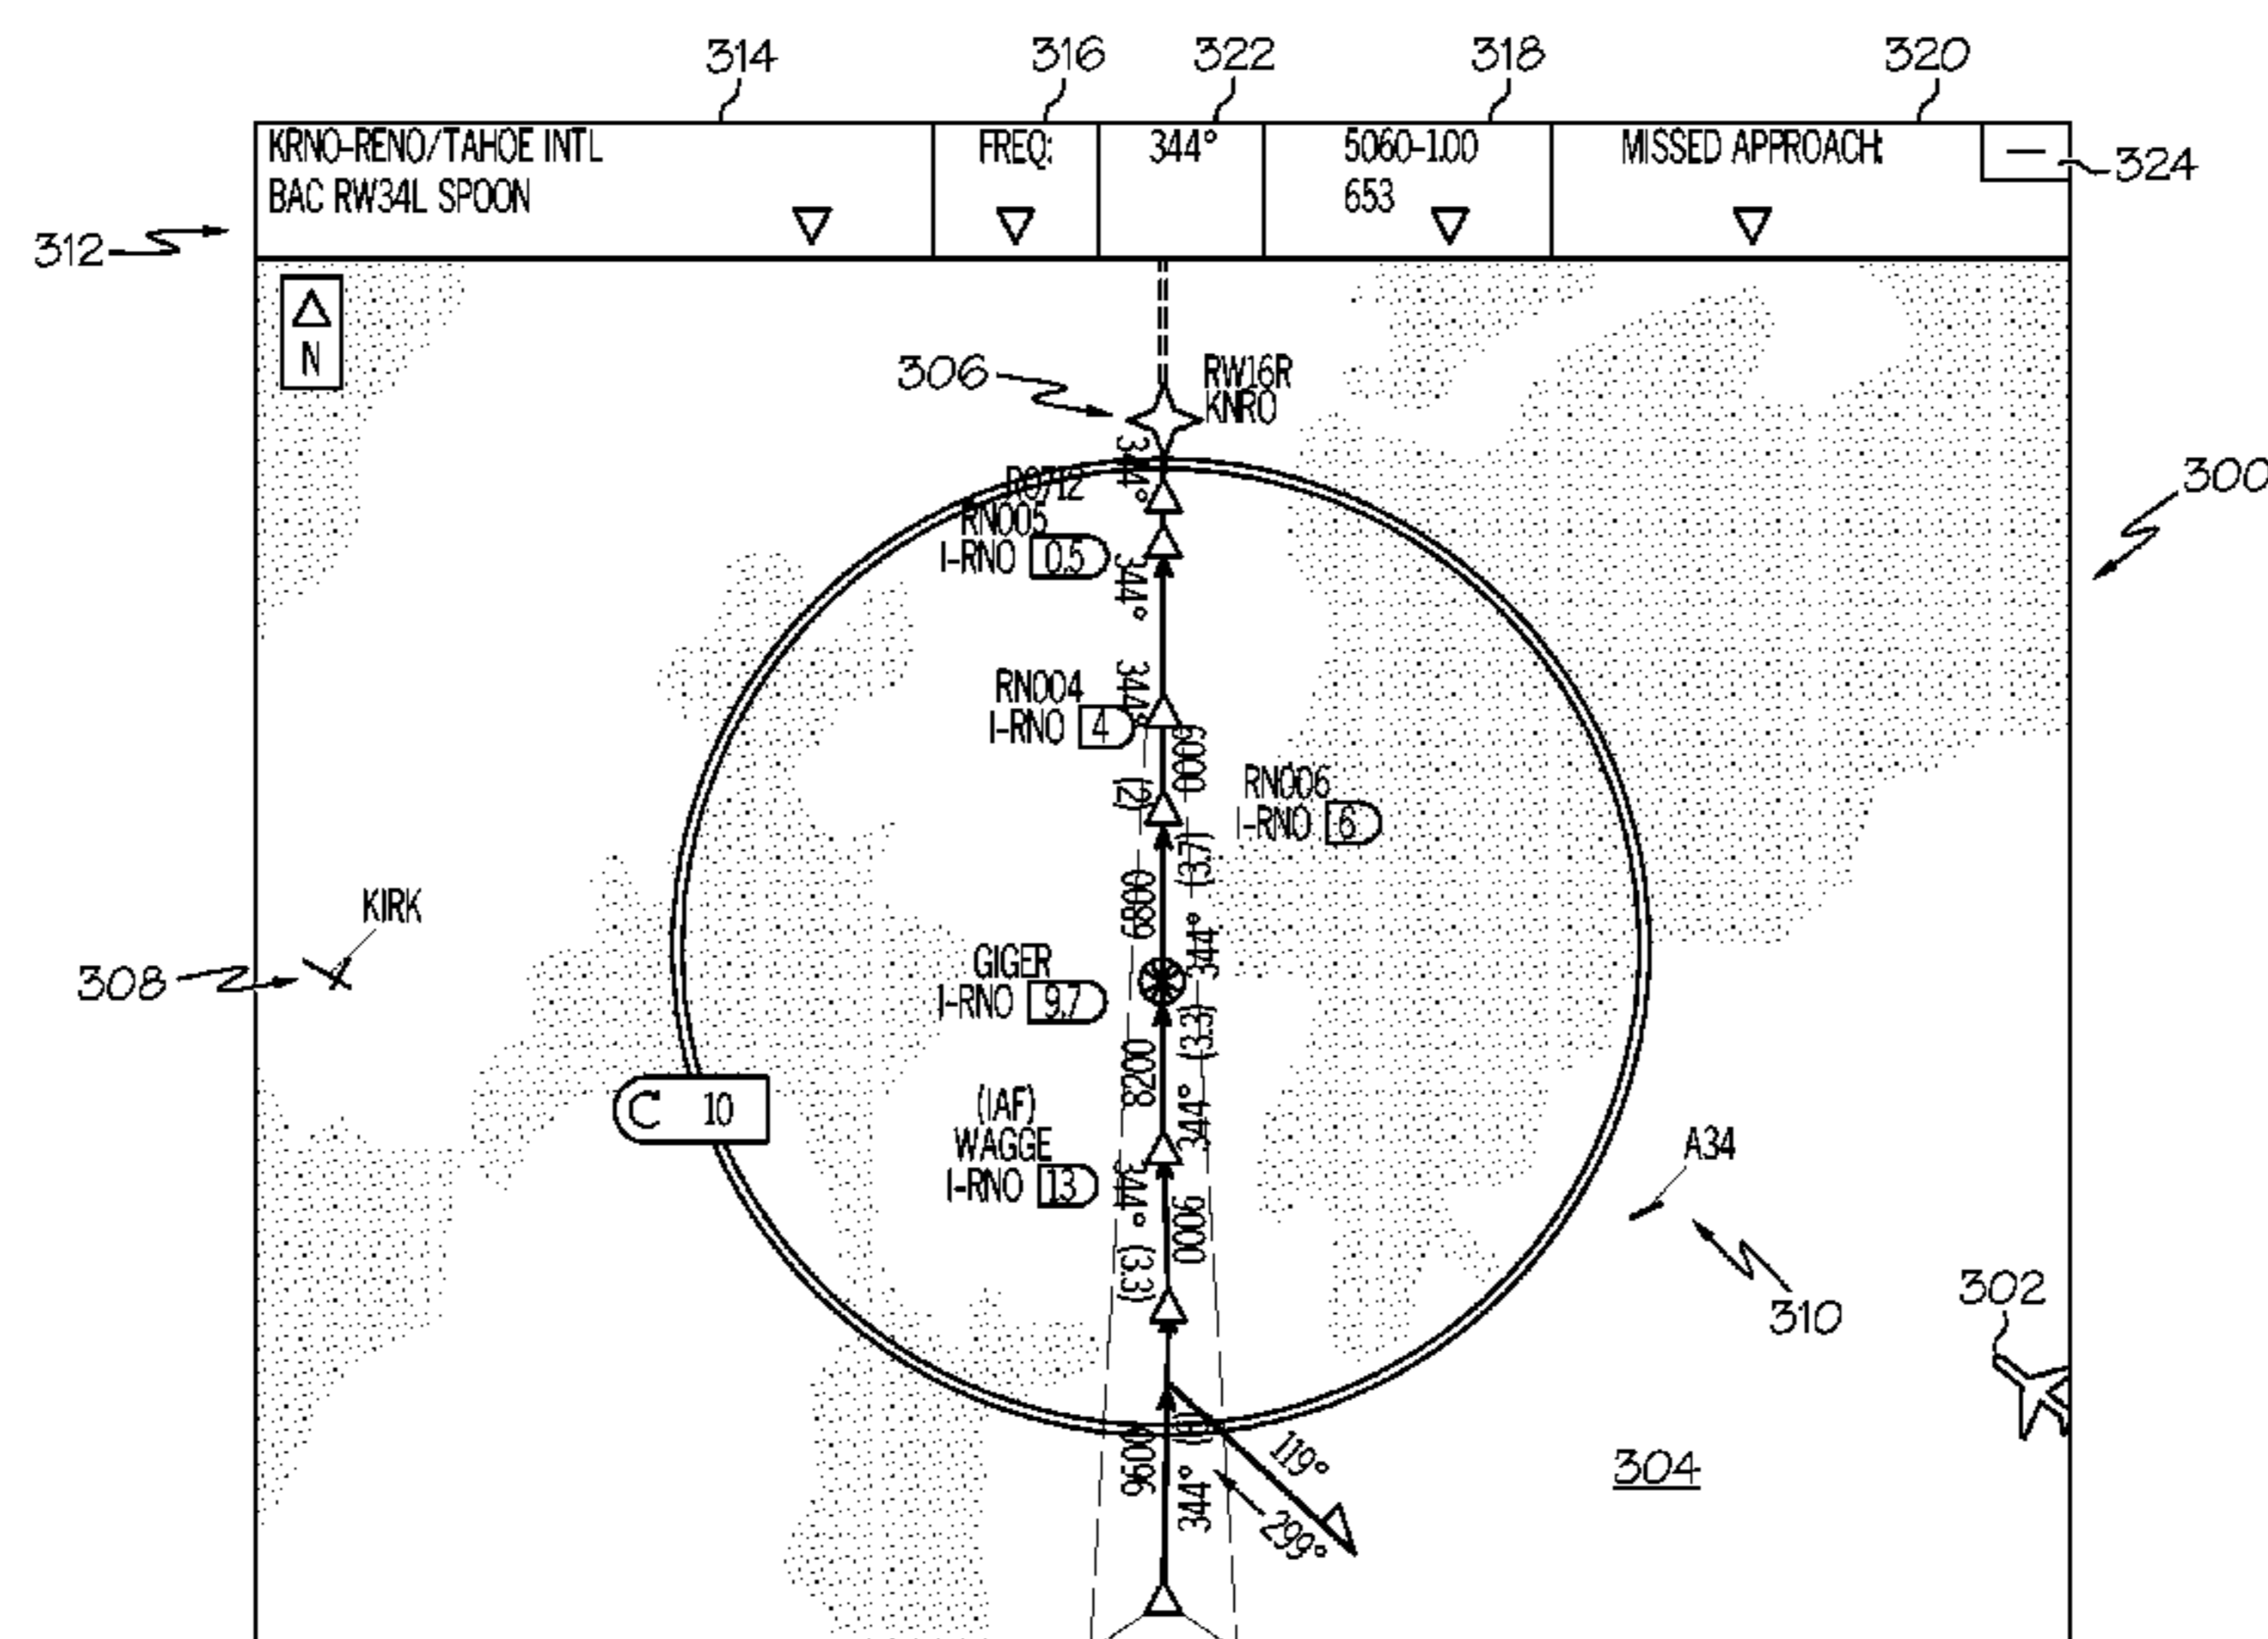 314
316
322
318
320
KRNO-RENO/TAHOE INTL
BAC RW34L SPOON
FREQ:
344°
5060-1.00
653
MISSED APPROACH:
324
312
N
306
RW16R
KNRO
300
344°
R0712
RN005
I-RNO 0.5
344°
RN004
I-RNO 4
344°
6000
(2)
RN006
I-RNO 6
(3.7)
6800
344°
KIRK
308
GIGER
I-RNO 9.7
(3.3)
8200
344°
10
(IAF)
WAGGE
I-RNO 13
344°
(3.3)
9000
A34
310
302
9600
344°
119°
299°
304